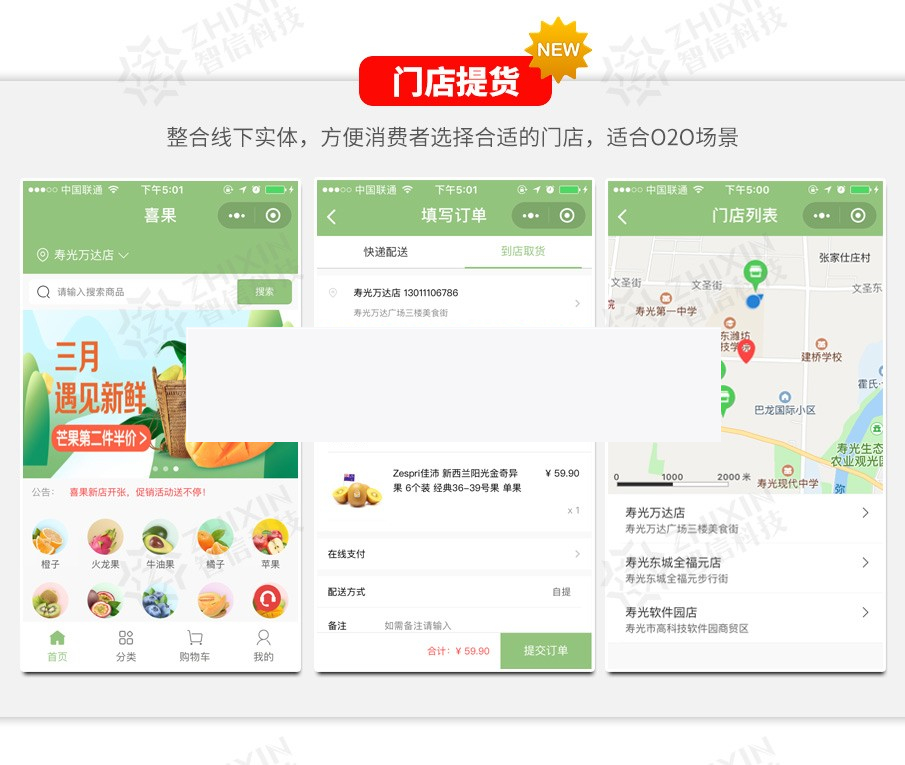 NEW
门店提货
整合线下实体，方便消费者选择合适的门店，适合O2O场景
中国联通 下午5:01
喜果
寿光万达店
请输入搜索商品 搜索
三月
遇见新鲜
芒果第二件半价>
公告： 喜果新店开张，促销活动送不停！
橙子 火龙果 牛油果 橘子 苹果
首页 分类 购物车 我的
中国联通 下午5:01
填写订单
快递配送 到店取货
寿光万达店 13011106786
寿光万达广场三楼美食街
Zespri佳沛 新西兰阳光金奇异 ¥ 59.90
果 6个装 经典36-39号果 单果
x 1
在线支付
配送方式 自提
备注 如需备注请输入
合计: ¥ 59.90 提交订单
中国联通 下午5:00
门店列表
张家仕庄村
文圣街 文圣街 文圣东
院
寿光第一中学
东潍坊
技学
建桥学校
霍氏
巴龙国际小区
寿光生态
农业观光园
0 1000 2000 米
寿光现代中学
弥
寿光万达店
寿光万达广场三楼美食街
寿光东城全福元店
寿光东城全福元步行街
寿光软件园店
寿光市高科技软件园商贸区
ZHIXIN
智信科技